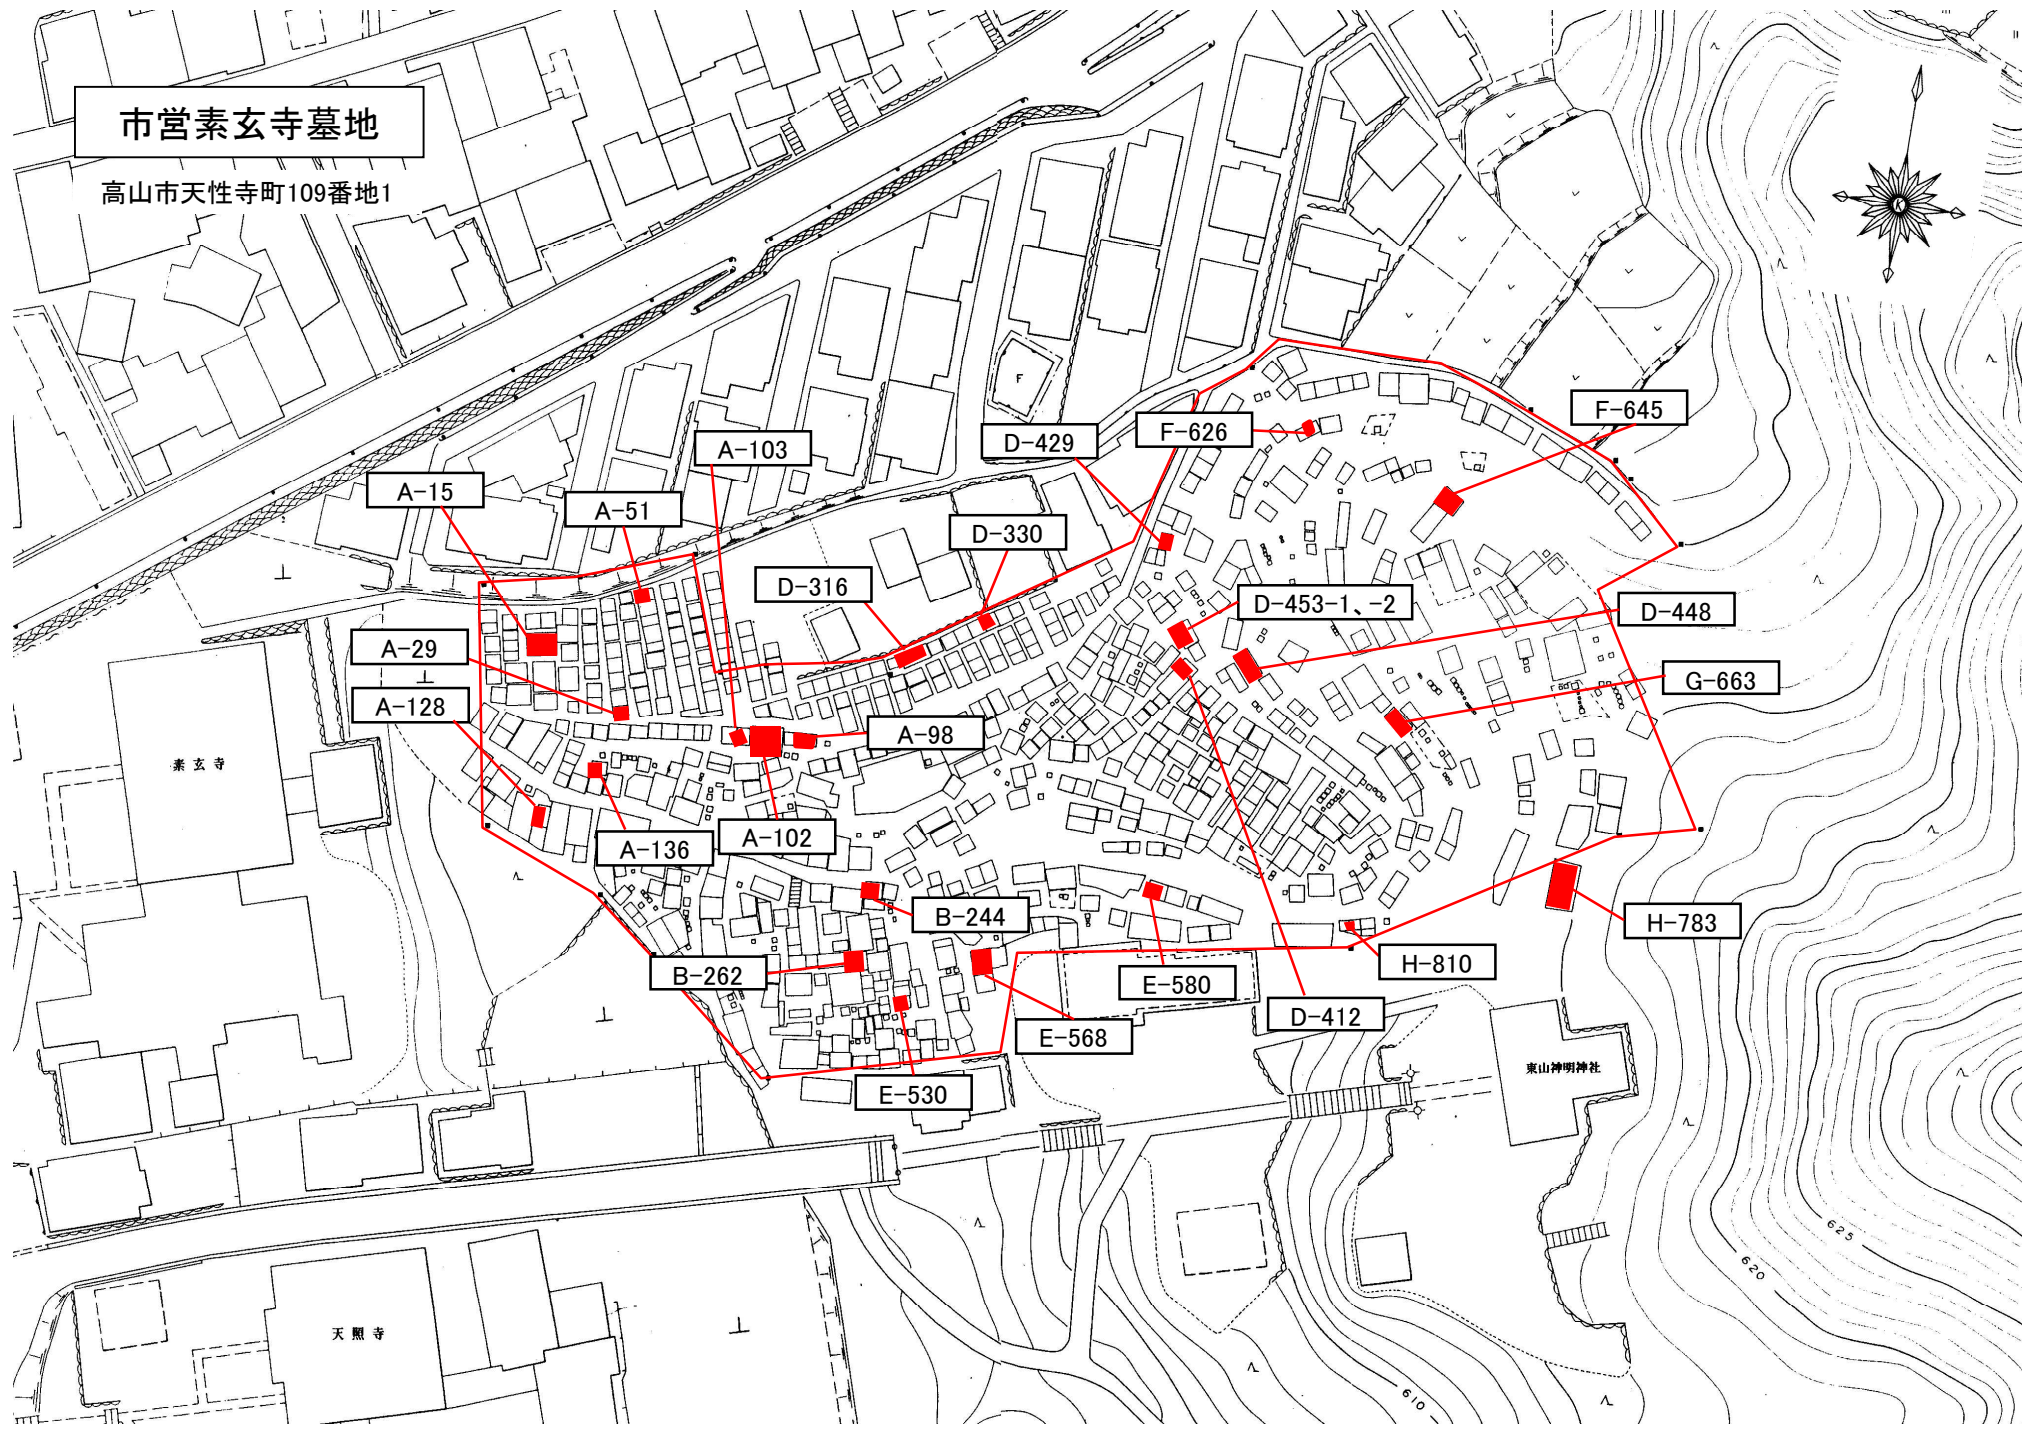 市営素玄寺墓地
高山市天性寺町109番地1
F-645
F-626
D-429
A-103
A-15
A-51
D-330
D-316
D-453-1、-2
D-448
A-29
G-663
A-128
A-98
素玄寺
A-136
A-102
B-244
H-783
B-262
H-810
E-580
D-412
E-568
E-530
東山神明神社
625
620
天照寺
610
F
K